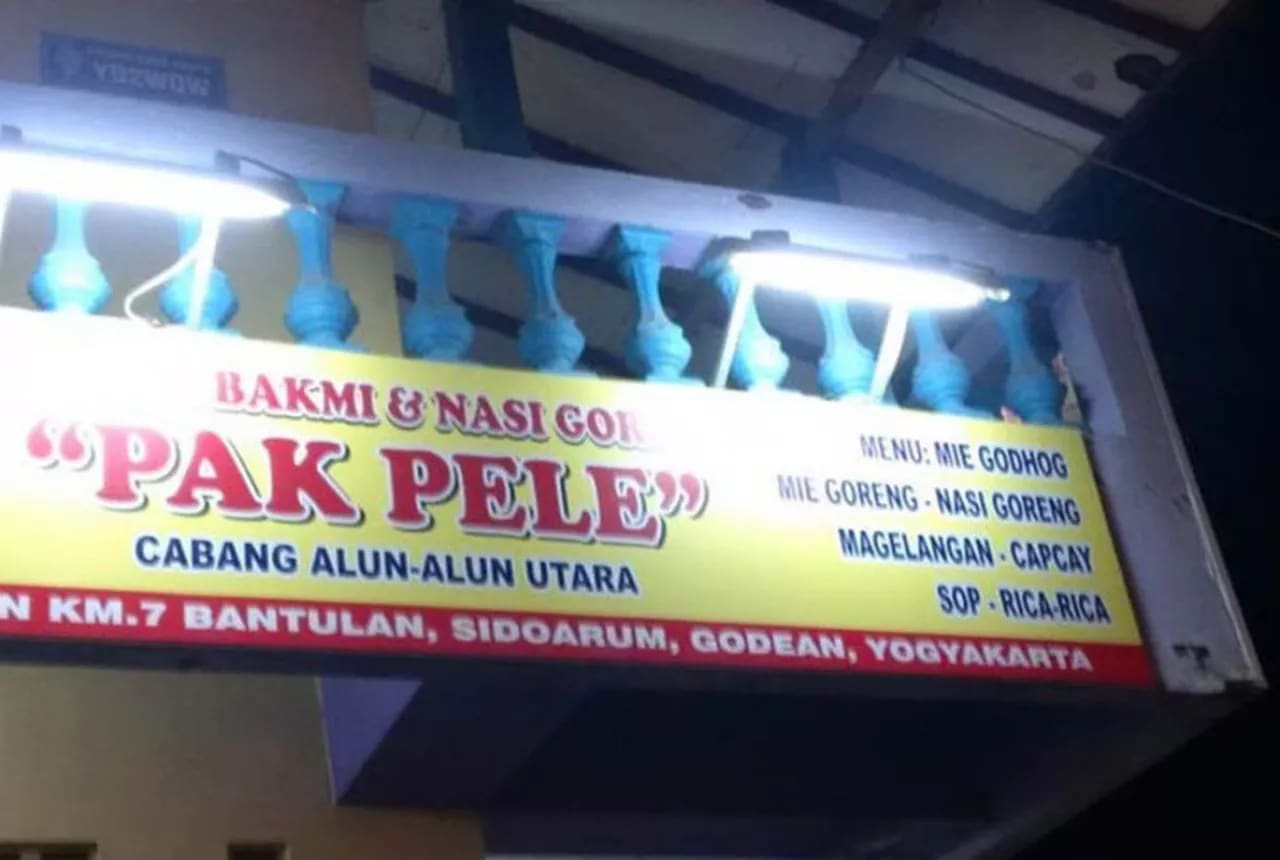 BAKMI & NASI GOR
"PAK PELE"
CABANG ALUN-ALUN UTARA
MENU: MIE GODHOG
MIE GORENG - NASI GORENG
MAGELANGAN - CAPCAY
SOP - RICA-RICA
N KM.7 BANTULAN, SIDOARUM, GODEAN, YOGYAKARTA